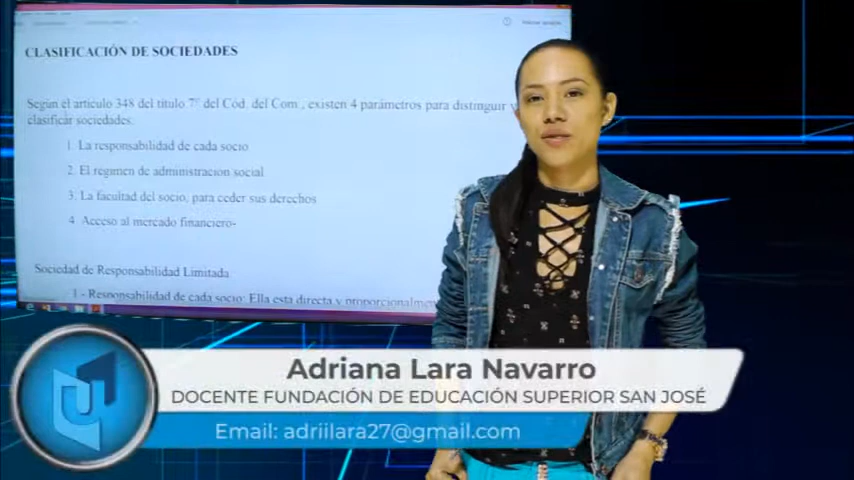 CLASIFICACIÓN DE SOCIEDADES
Según el artículo 348 del título 7º del Cód. del Com., existen 4 parámetros para distinguir y
clasificar sociedades.
1. La responsabilidad de cada socio
2. El regimen de administracion social
3. La facultad del socio, para ceder sus derechos
4. Acceso al mercado financiero-
Sociedad de Responsabilidad Limitada
1.- Responsabilidad de cada socio: Ella esta directa y proporcionalmen
Adriana Lara Navarro
DOCENTE FUNDACIÓN DE EDUCACIÓN SUPERIOR SAN JOSÉ
Email: adriilara27@gmail.com